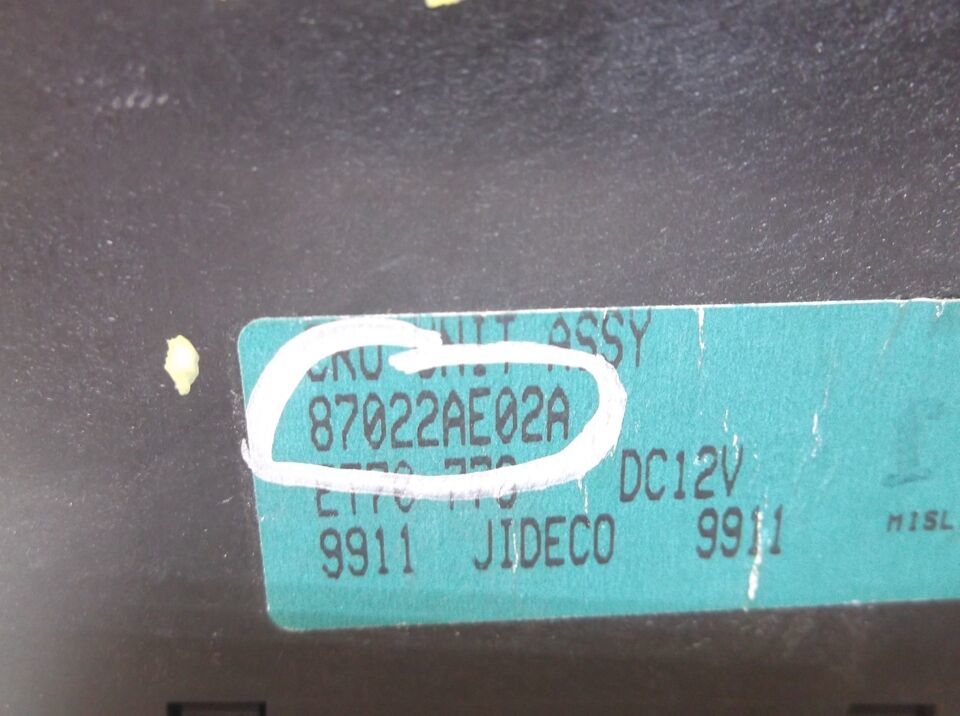 UNIT ASSY
87022AE02A
DC12V
9911 JIDECO 9911
MISL